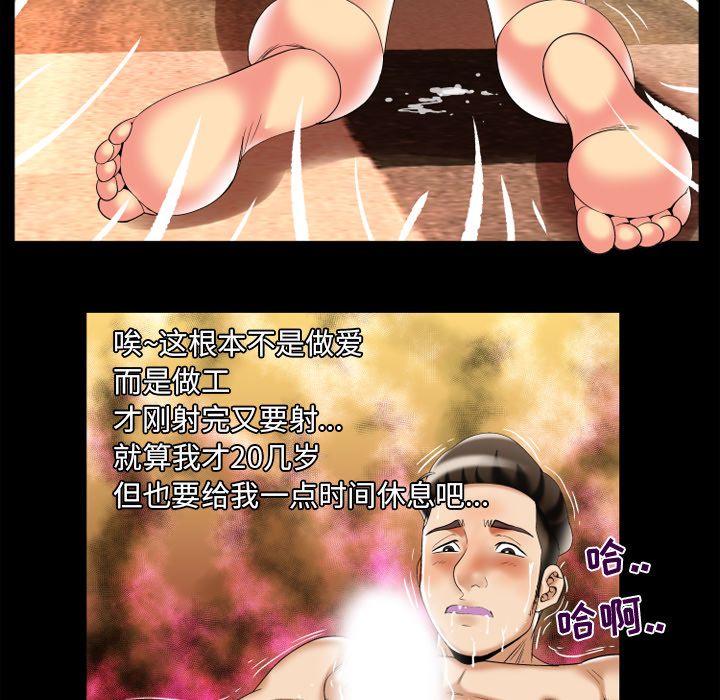 唉~这根本不是做爱
而是做工
才刚射完又要射...
就算我才20几岁
但也要给我一点时间休息吧...
哈..
哈啊..